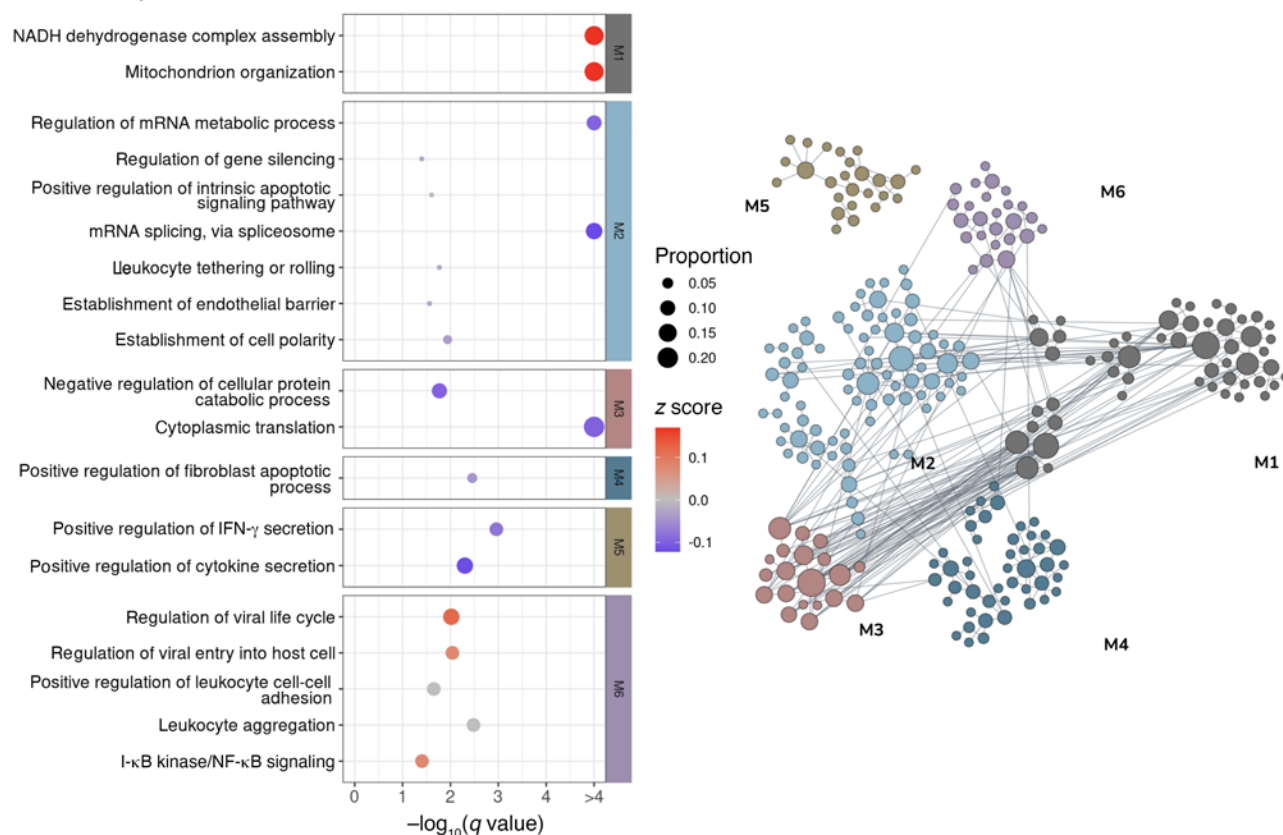 NADH dehydrogenase complex assembly
Mitochondrion organization
M1
Regulation of mRNA metabolic process
Regulation of gene silencing
Positive regulation of intrinsic apoptotic
signaling pathway
mRNA splicing, via spliceosome
Leukocyte tethering or rolling
Establishment of endothelial barrier
Establishment of cell polarity
M2
Negative regulation of cellular protein
catabolic process
Cytoplasmic translation
M3
Positive regulation of fibroblast apoptotic
process
M4
Positive regulation of IFN-γ secretion
Positive regulation of cytokine secretion
M5
Regulation of viral life cycle
Regulation of viral entry into host cell
Positive regulation of leukocyte cell-cell
adhesion
Leukocyte aggregation
I-κB kinase/NF-κB signaling
M6
0 1 2 3 4 >4
–log10(q value)
Proportion
0.05
0.10
0.15
0.20
z score
0.1
0.0
-0.1
M5
M6
M2
M1
M3
M4